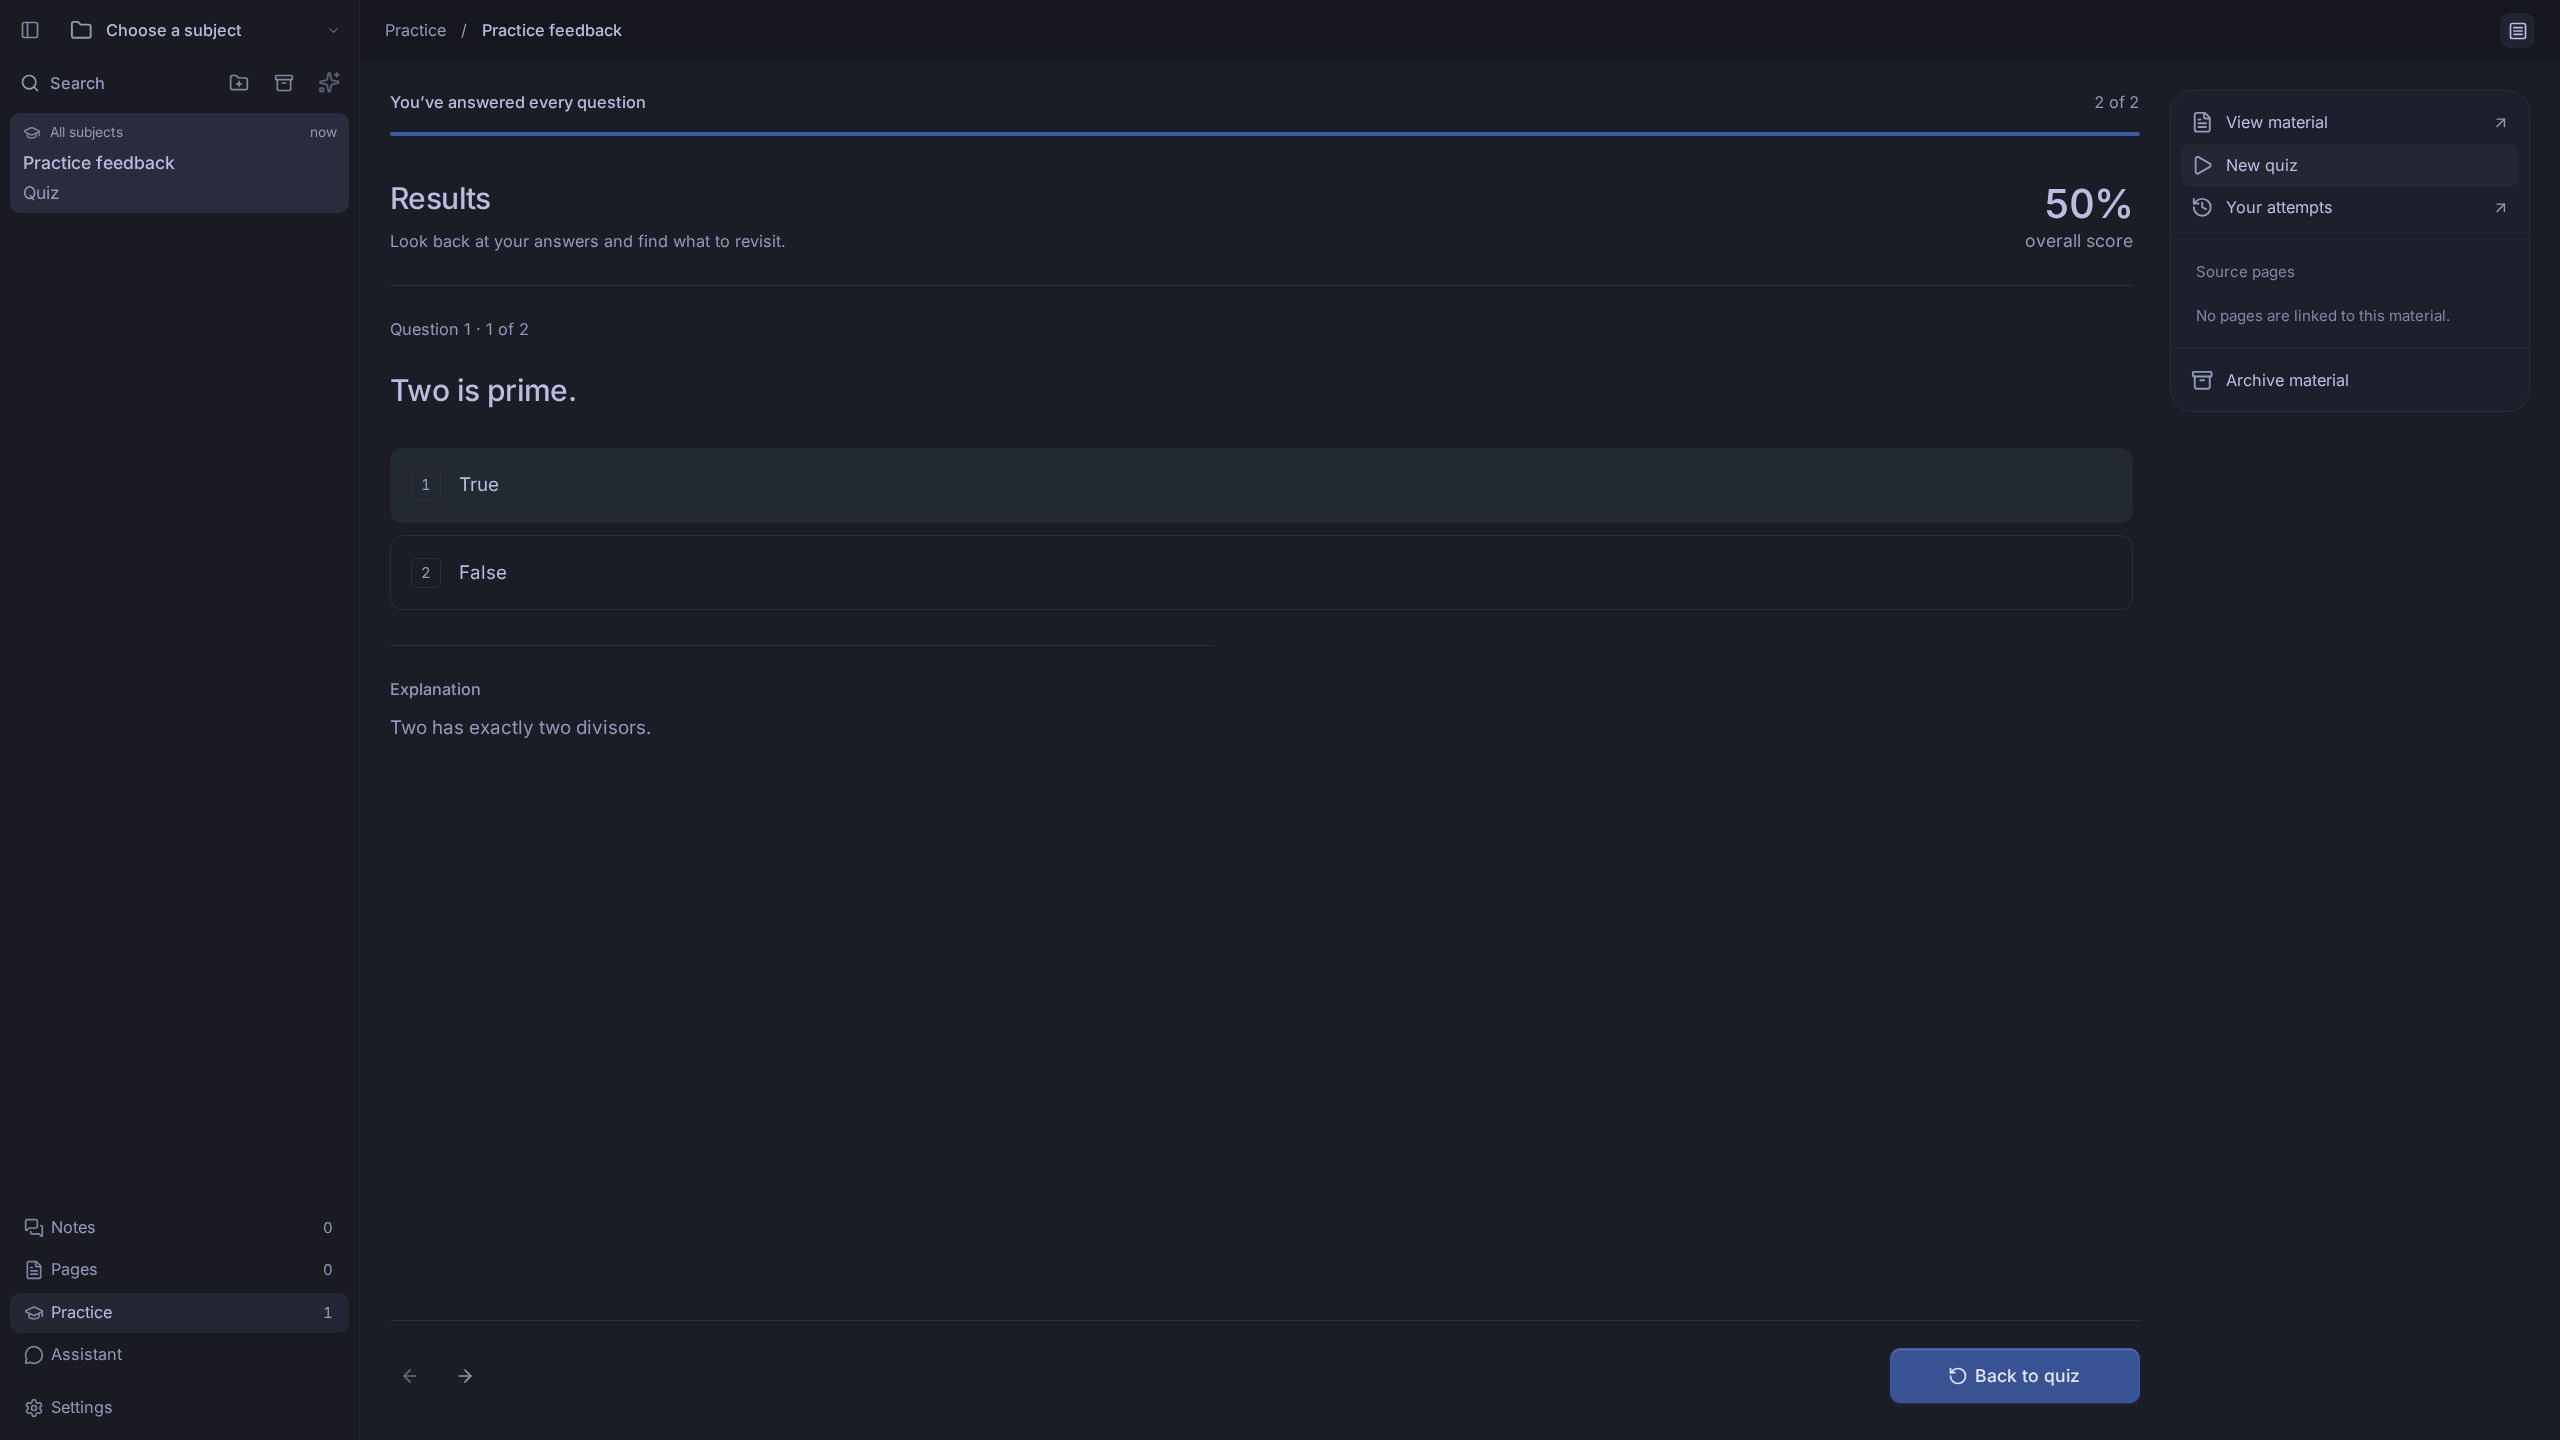 Choose a subject
Search
All subjects now
Practice feedback
Quiz
Notes 0
Pages 0
Practice 1
Assistant
Settings
Practice / Practice feedback
You’ve answered every question 2 of 2
Results
Look back at your answers and find what to revisit.
50%
overall score
Question 1 · 1 of 2
Two is prime.
1 True
2 False
Explanation
Two has exactly two divisors.
Back to quiz
View material
New quiz
Your attempts
Source pages
No pages are linked to this material.
Archive material